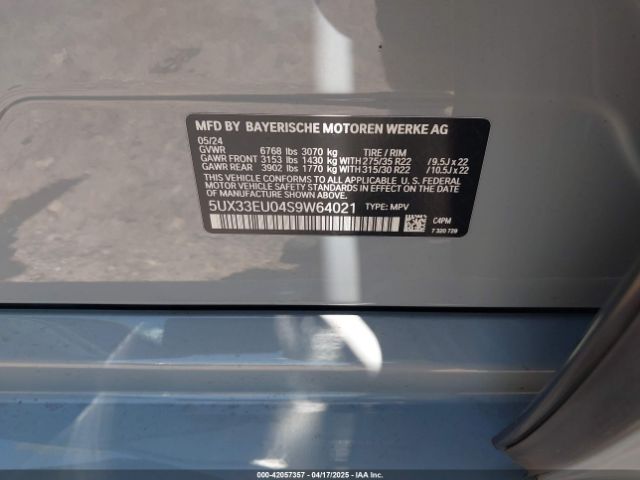 MFD BY BAYERISCHE MOTOREN WERKE AG
05/24
GVWR 6768 lbs 3070 kg TIRE / RIM
GAWR FRONT 3153 lbs 1430 kg WITH 275/35 R22 /9.5J x 22
GAWR REAR 3902 lbs 1770 kg WITH 315/30 R22 /10.5J x 22
THIS VEHICLE CONFORMS TO ALL APPLICABLE U.S. FEDERAL
MOTOR VEHICLE SAFETY STANDARDS IN EFFECT ON THE DATE
OF MANUFACTURE SHOWN ABOVE.
5UX33EU04S9W64021 TYPE: MPV
C4PM
7 320 729
00-42057357 - 04/17/2025 - IAA Inc.